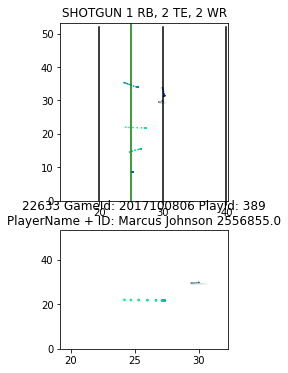 SHOTGUN 1 RB, 2 TE, 2 WR
50
40
30
20
10
0
20 30 40
22633 GameId: 2017100806 PlayId: 389
PlayerName + ID: Marcus Johnson 2556855.0
40
20
0
20 25 30